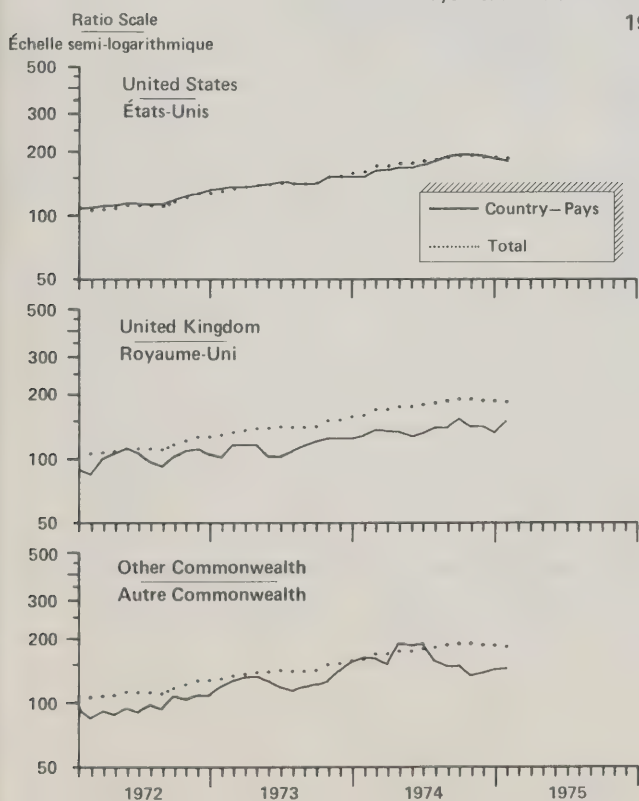 Ratio Scale
Échelle semi-logarithmique
19
500
300
200
100
50
United States
États-Unis
Country—Pays
Total
500
300
200
100
50
United Kingdom
Royaume-Uni
500
300
200
100
50
Other Commonwealth
Autre Commonwealth
1972
1973
1974
1975